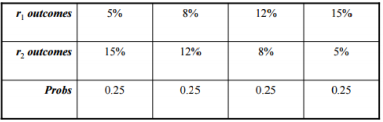 r₁ outcomes 5% 8% 12% 15%
r₂ outcomes 15% 12% 8% 5%
Probs 0.25 0.25 0.25 0.25